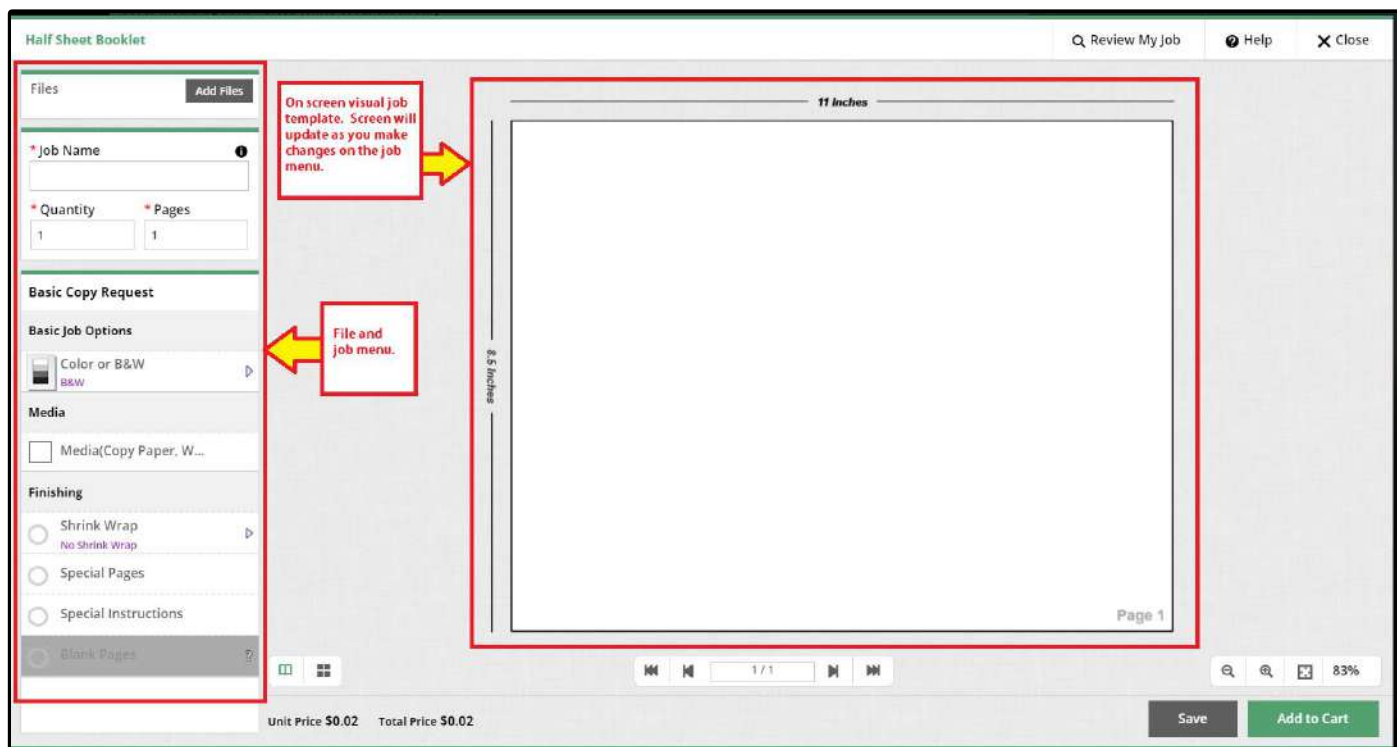 Half Sheet Booklet
Review My Job
Help
Close
Files
Add Files
* Job Name
* Quantity
* Pages
1
1
Basic Copy Request
Basic Job Options
Color or B&W
B&W
Media
Media(Copy Paper, W...
Finishing
Shrink Wrap
No Shrink Wrap
Special Pages
Special Instructions
Blank Pages
On screen visual job
template. Screen will
update as you make
changes on the job
menu.
File and
job menu.
11 Inches
8.5 Inches
Page 1
1 / 1
83%
Unit Price $0.02 Total Price $0.02
Save
Add to Cart